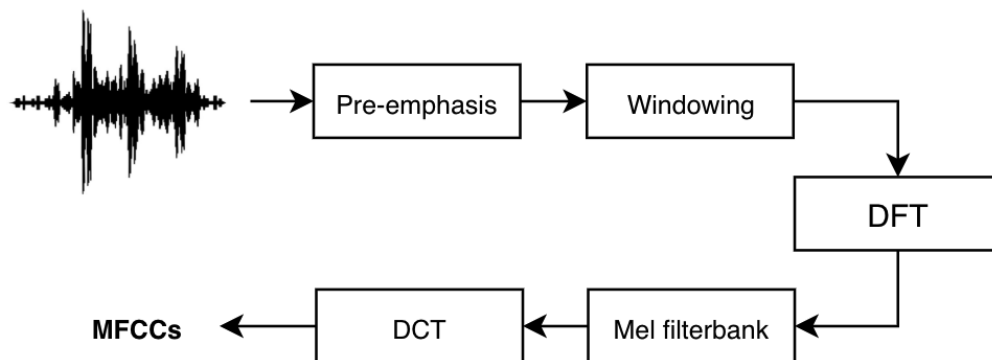 Pre-emphasis
Windowing
DFT
Mel filterbank
DCT
MFCCs